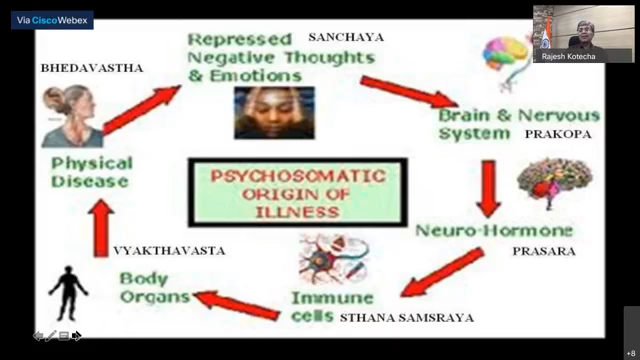 Via Cisco Webex
Rajesh Kotecha
Repressed SANCHAYA
Negative Thoughts
& Emotions
BHEDAVASTHA
Brain & Nervous
System PRAKOPA
Physical
Disease
PSYCHOSOMATIC
ORIGIN OF
ILLNESS
Neuro-Hormone
PRASARA
VYAKTHAVASTA
Body
Organs
Immune
cells STHANA SAMSRAYA
+8